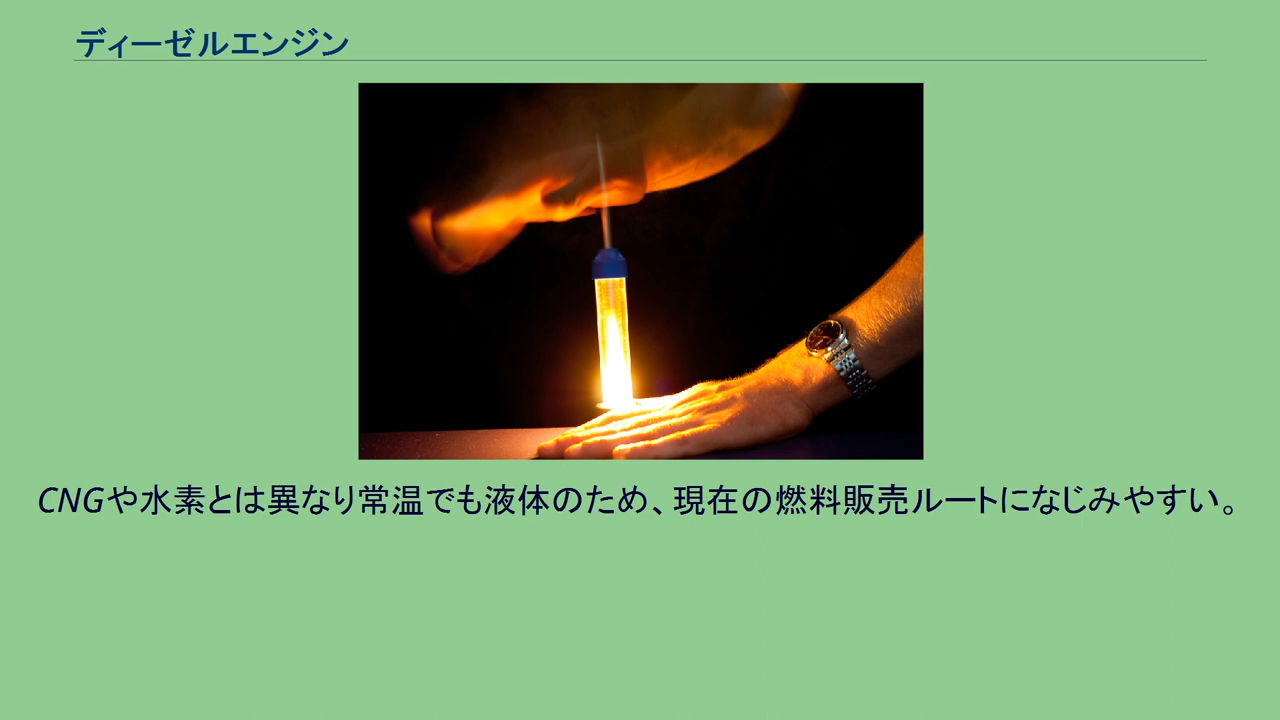 ディーゼルエンジン
CNGや水素とは異なり常温でも液体のため、現在の燃料販売ルートになじみやすい。